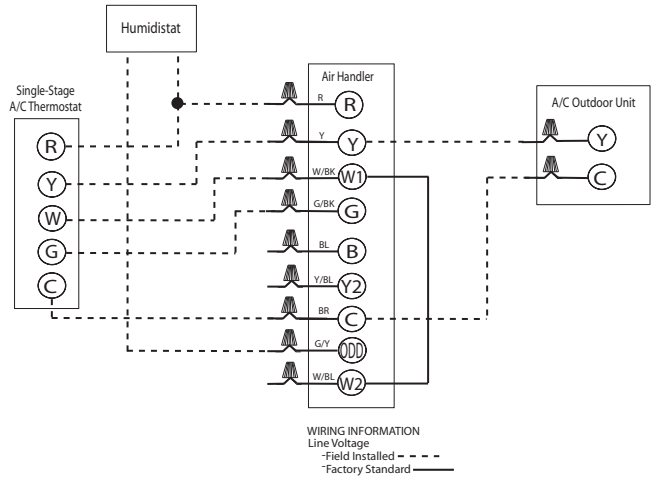 Humidistat
Single-Stage
A/C Thermostat
R
Y
W
G
C
Air Handler
R R
Y Y
W/BK W1
G/BK G
BL B
Y/BL Y2
BR C
G/Y ODD
W/BL W2
A/C Outdoor Unit
Y
C
WIRING INFORMATION
Line Voltage
-Field Installed
-Factory Standard